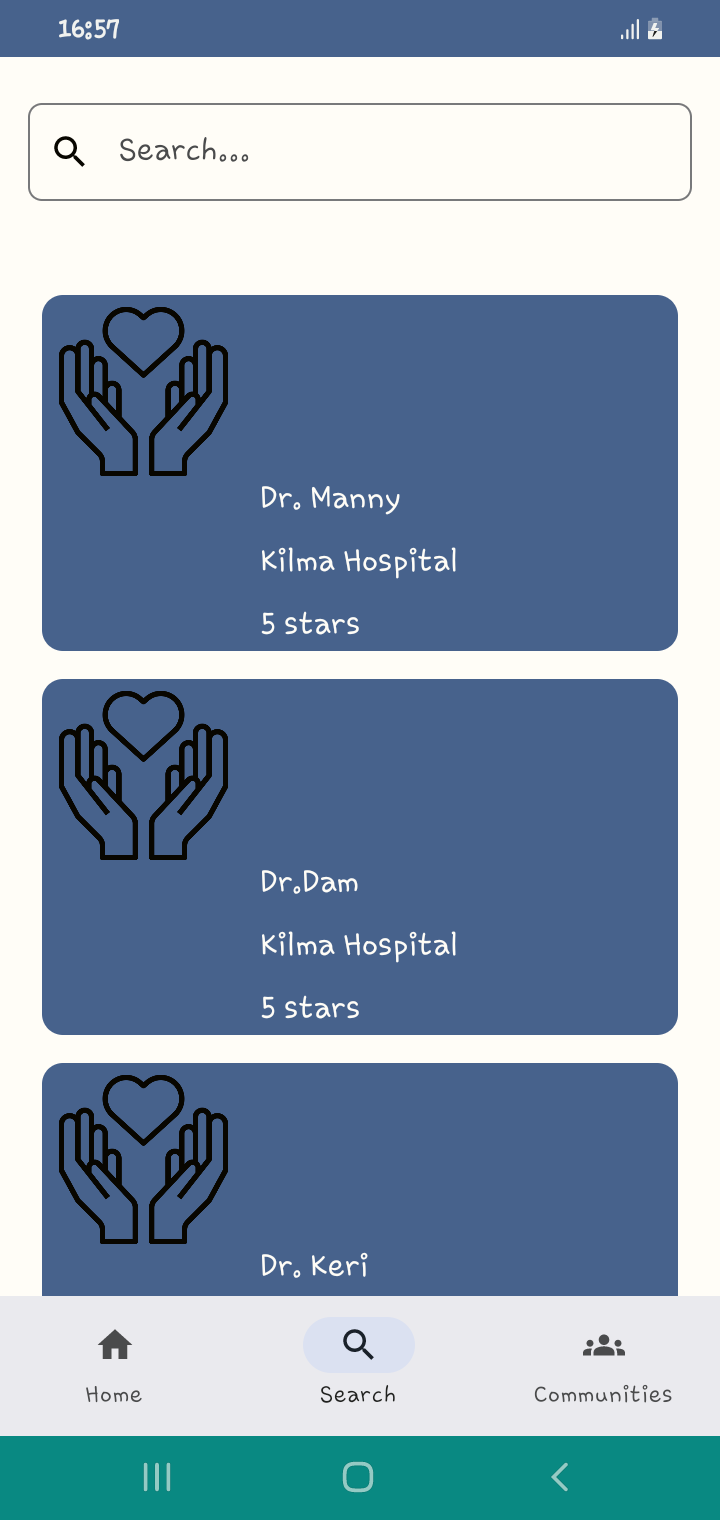 16:57
Search...
Dr. Manny
Kilma Hospital
5 stars
Dr.Dam
Kilma Hospital
5 stars
Dr. Keri
Home
Search
Communities